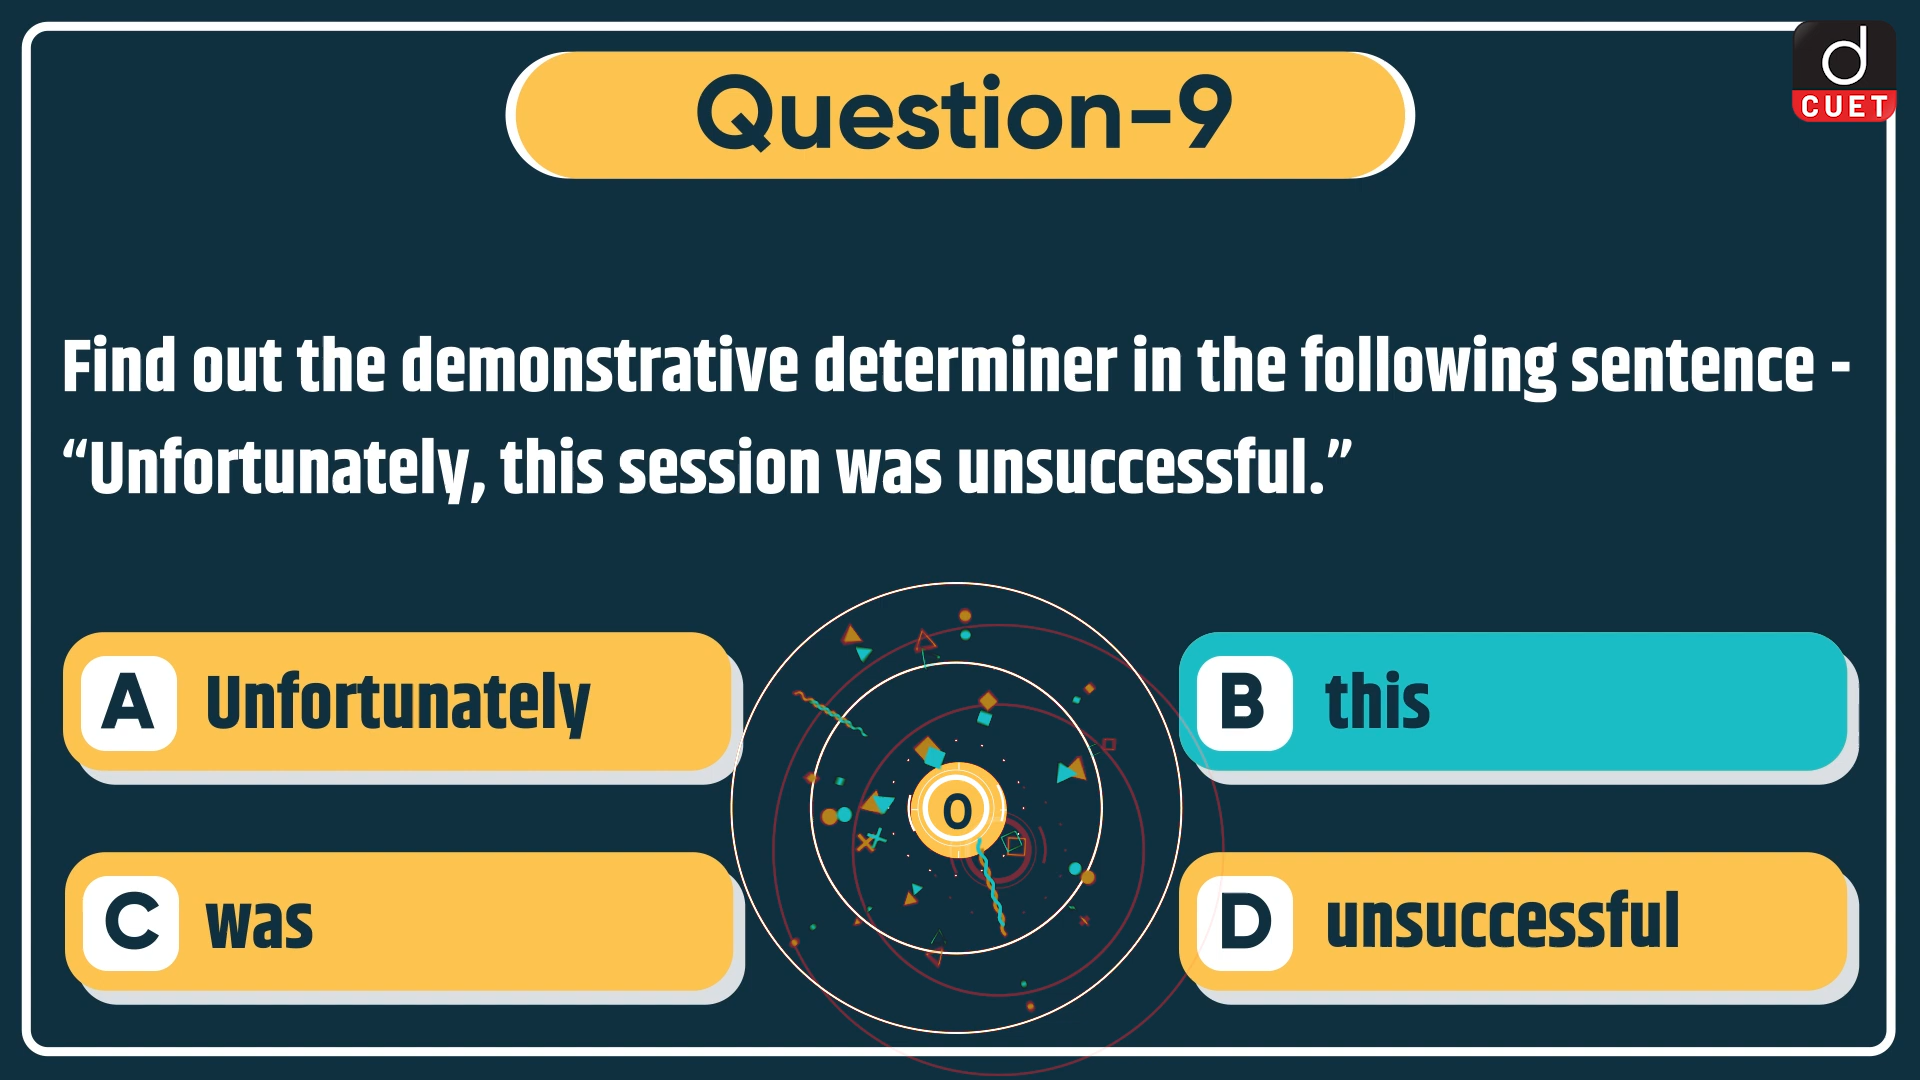 d
CUET
Question-9
Find out the demonstrative determiner in the following sentence -
“Unfortunately, this session was unsuccessful.”
A Unfortunately
B this
0
C was
D unsuccessful